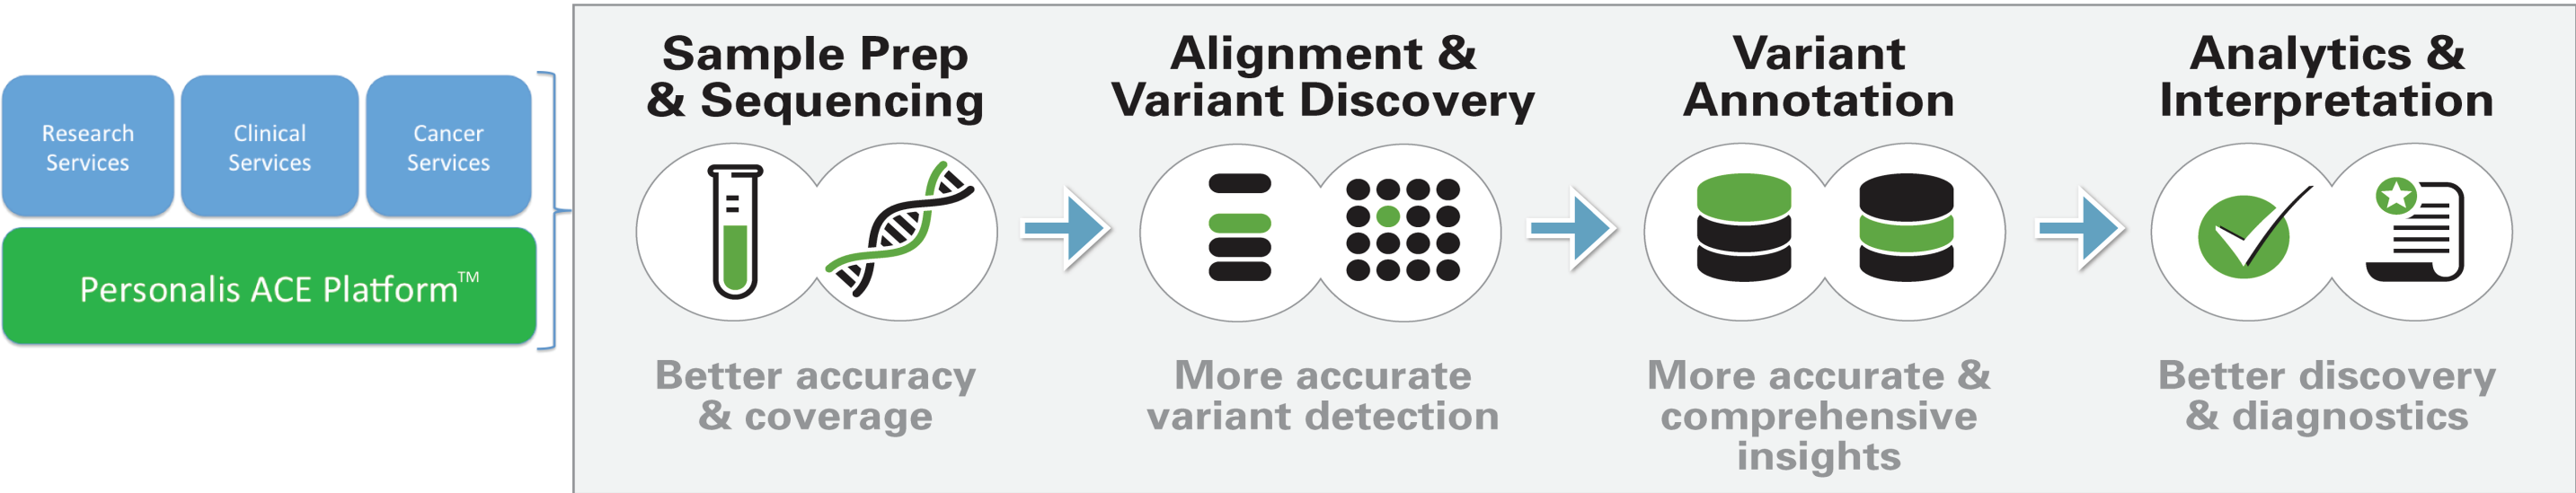 Research
Services
Clinical
Services
Cancer
Services
Personalis ACE Platform™
Sample Prep
& Sequencing
Better accuracy
& coverage
Alignment &
Variant Discovery
More accurate
variant detection
Variant
Annotation
More accurate &
comprehensive
insights
Analytics &
Interpretation
Better discovery
& diagnostics